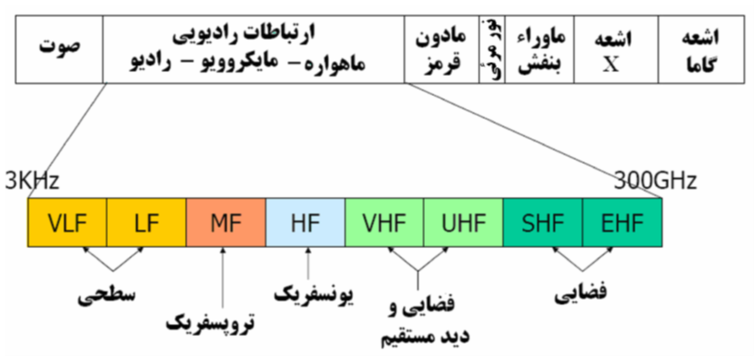 صوت
ارتباطات رادیویی
ماهواره – مایکروویو – رادیو
مادون
قرمز
نور مرئی
ماوراء
بنفش
اشعه
X
اشعه
گاما
3KHz
300GHz
VLF
LF
MF
HF
VHF
UHF
SHF
EHF
سطحی
تروپسفریک
یونسفریک
فضایی و
دید مستقیم
فضایی